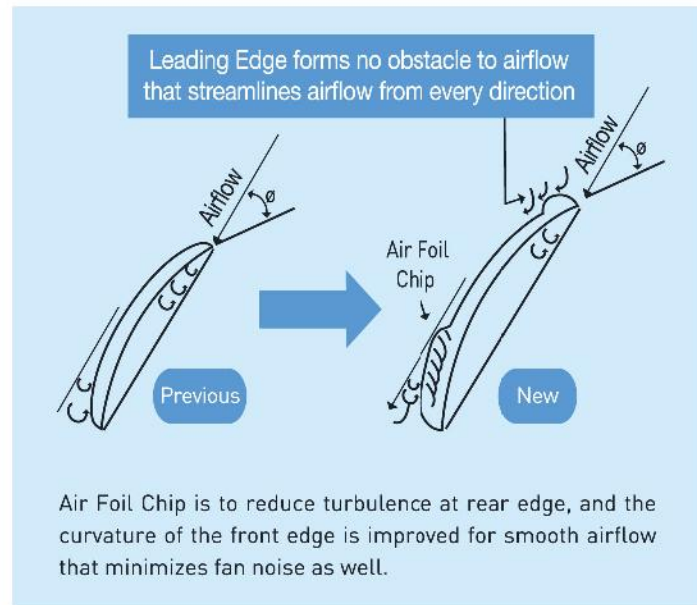 Leading Edge forms no obstacle to airflow
that streamlines airflow from every direction
Airflow
ø
Airflow
ø
Air Foil
Chip
Previous
New
Air Foil Chip is to reduce turbulence at rear edge, and the
curvature of the front edge is improved for smooth airflow
that minimizes fan noise as well.